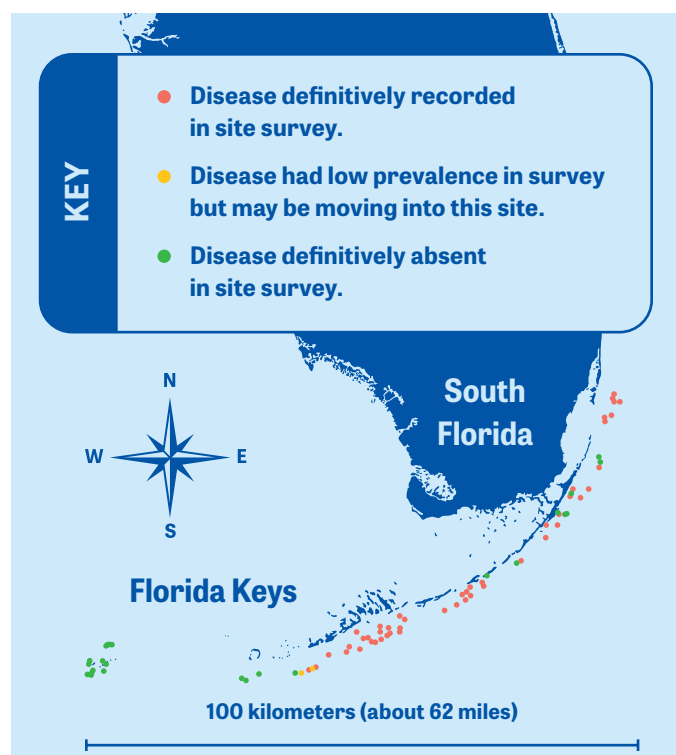 KEY
Disease definitively recorded
in site survey.
Disease had low prevalence in survey
but may be moving into this site.
Disease definitively absent
in site survey.
South
Florida
N
W
E
S
Florida Keys
100 kilometers (about 62 miles)